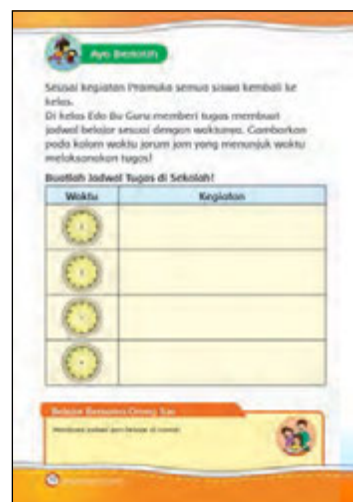 Ayo Berlatih
Seusai kegiatan Pramuka semua siswa kembali ke
kelas.
Di kelas Edo Bu Guru memberi tugas membuat
jadwal belajar sesuai dengan waktunya. Gambarkan
pada kolom waktu jarum jam yang menunjuk waktu
melaksanakan tugas!
Buatlah Jadwal Tugas di Sekolah!
Waktu Kegiatan
Belajar Bersama Orang Tua
Membuat jadwal jam belajar di rumah